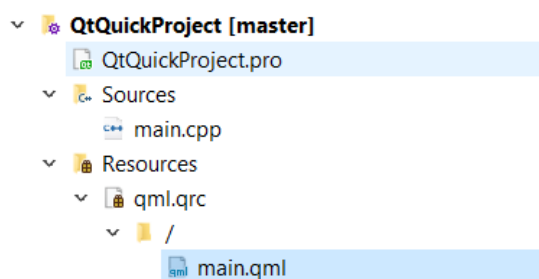 QtQuickProject [master]
QtQuickProject.pro
Sources
main.cpp
Resources
qml.qrc
/
main.qml